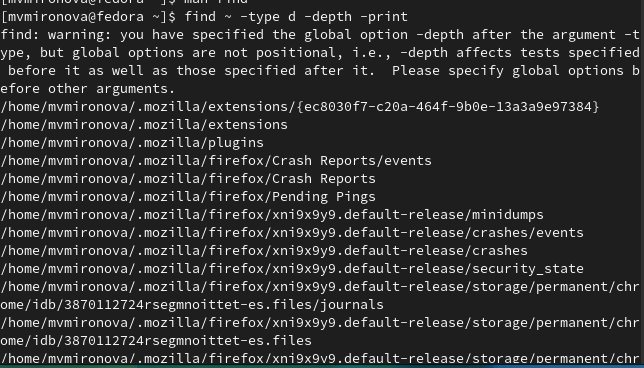 [mvmironova@fedora ~]$ man find
[mvmironova@fedora ~]$ find ~ -type d -depth -print
find: warning: you have specified the global option -depth after the argument -t
ype, but global options are not positional, i.e., -depth affects tests specified
 before it as well as those specified after it.  Please specify global options b
efore other arguments.
/home/mvmironova/.mozilla/extensions/{ec8030f7-c20a-464f-9b0e-13a3a9e97384}
/home/mvmironova/.mozilla/extensions
/home/mvmironova/.mozilla/plugins
/home/mvmironova/.mozilla/firefox/Crash Reports/events
/home/mvmironova/.mozilla/firefox/Crash Reports
/home/mvmironova/.mozilla/firefox/Pending Pings
/home/mvmironova/.mozilla/firefox/xni9x9y9.default-release/minidumps
/home/mvmironova/.mozilla/firefox/xni9x9y9.default-release/crashes/events
/home/mvmironova/.mozilla/firefox/xni9x9y9.default-release/crashes
/home/mvmironova/.mozilla/firefox/xni9x9y9.default-release/security_state
/home/mvmironova/.mozilla/firefox/xni9x9y9.default-release/storage/permanent/chr
ome/idb/3870112724rsegmnoittet-es.files/journals
/home/mvmironova/.mozilla/firefox/xni9x9y9.default-release/storage/permanent/chr
ome/idb/3870112724rsegmnoittet-es.files
/home/mvmironova/.mozilla/firefox/xni9x9y9.default-release/storage/permanent/chr